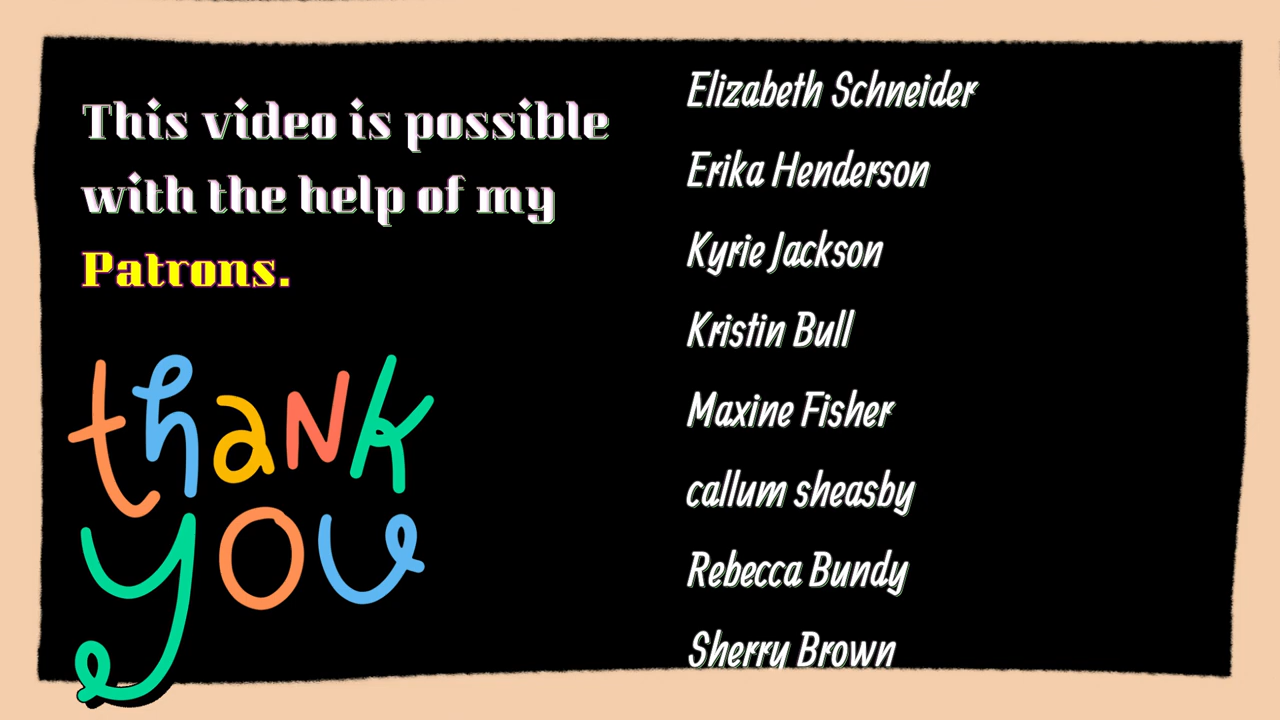 This video is possible
with the help of my
Patrons.
thank
you
Elizabeth Schneider
Erika Henderson
Kyrie Jackson
Kristin Bull
Maxine Fisher
callum sheasby
Rebecca Bundy
Sherry Brown